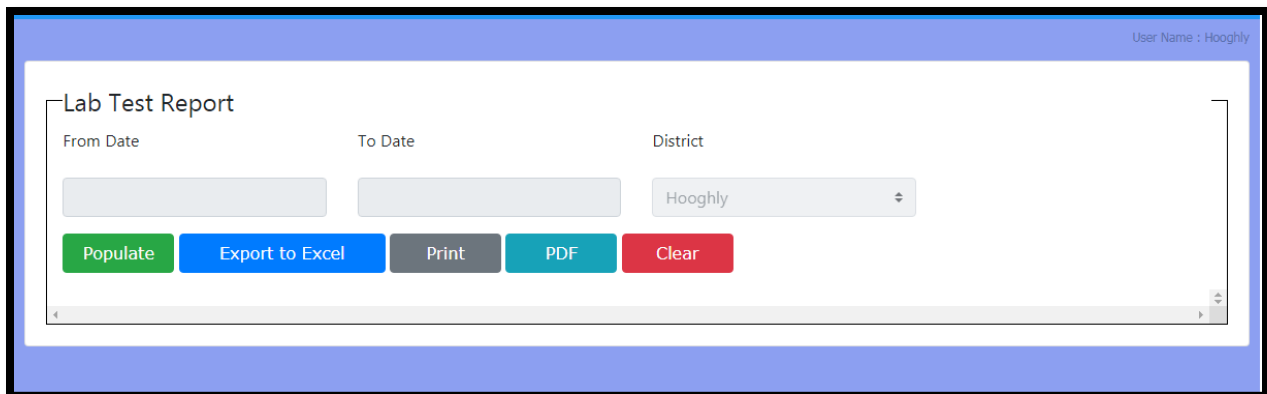 User Name : Hooghly
Lab Test Report
From Date To Date District
Hooghly
Populate Export to Excel Print PDF Clear